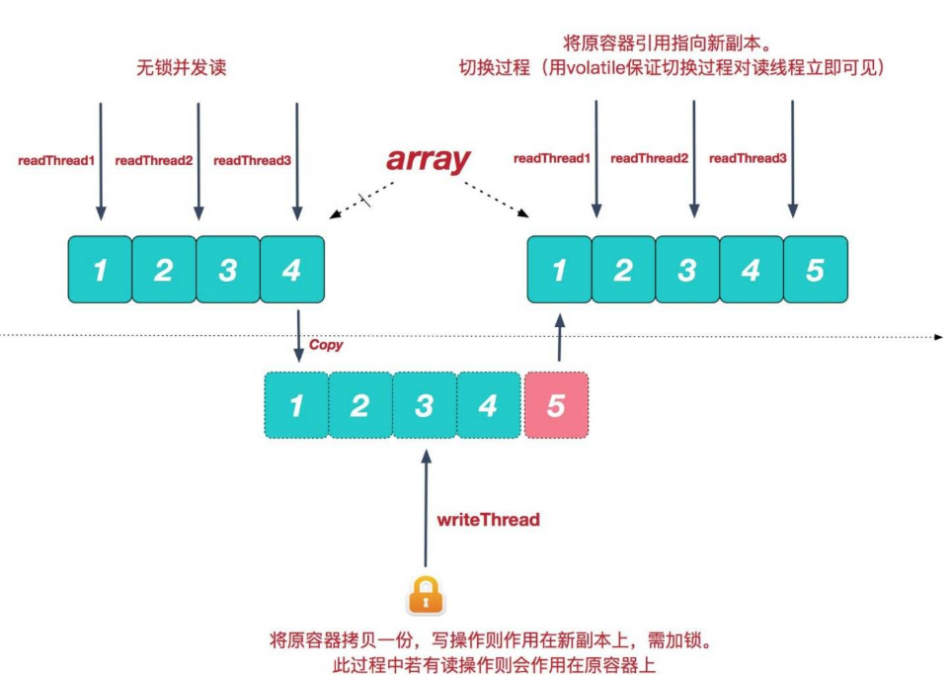 将原容器引用指向新副本。
无锁并发读
切换过程（用volatile保证切换过程对读线程立即可见）
readThread1 readThread2 readThread3
array
readThread1 readThread2 readThread3
1 2 3 4
1 2 3 4 5
Copy
1 2 3 4 5
writeThread
将原容器拷贝一份，写操作则作用在新副本上，需加锁。
此过程中若有读操作则会作用在原容器上